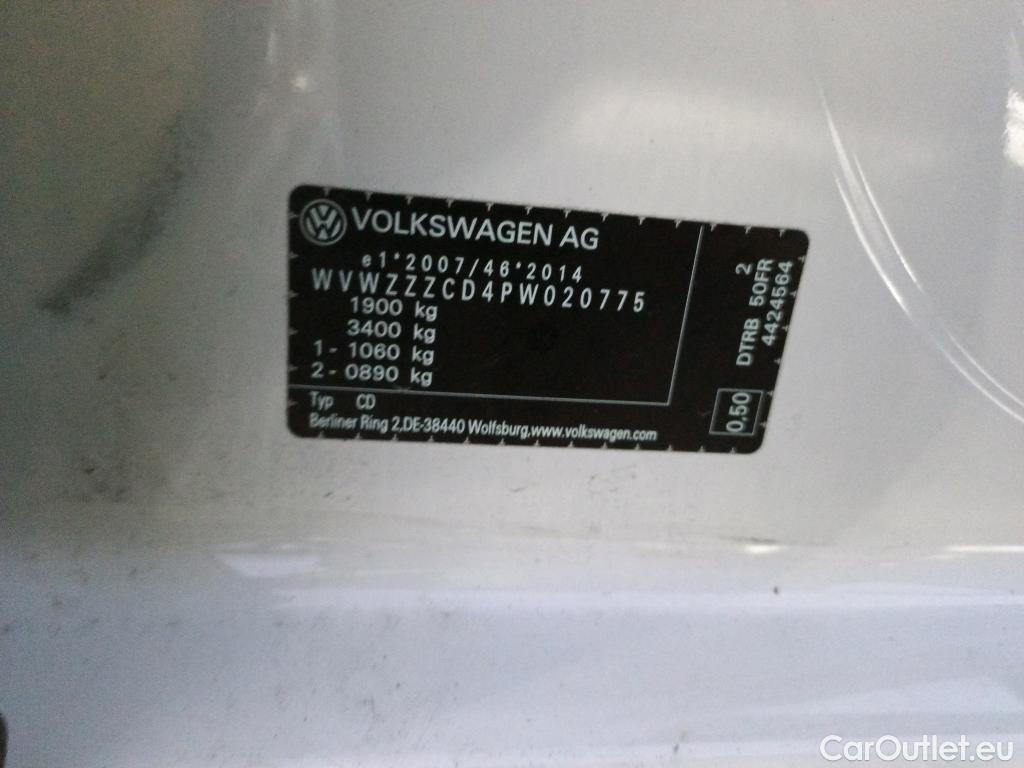 VOLKSWAGEN AG
e1*2007/46*2014
WVWZZZCD4PW020775
1900 kg
3400 kg
1 - 1060 kg
2 - 0890 kg
Typ CD
Berliner Ring 2,DE-38440 Wolfsburg,www.volkswagen.com
2
DTRB 50FR
4424564
0,50
CarOutlet.eu